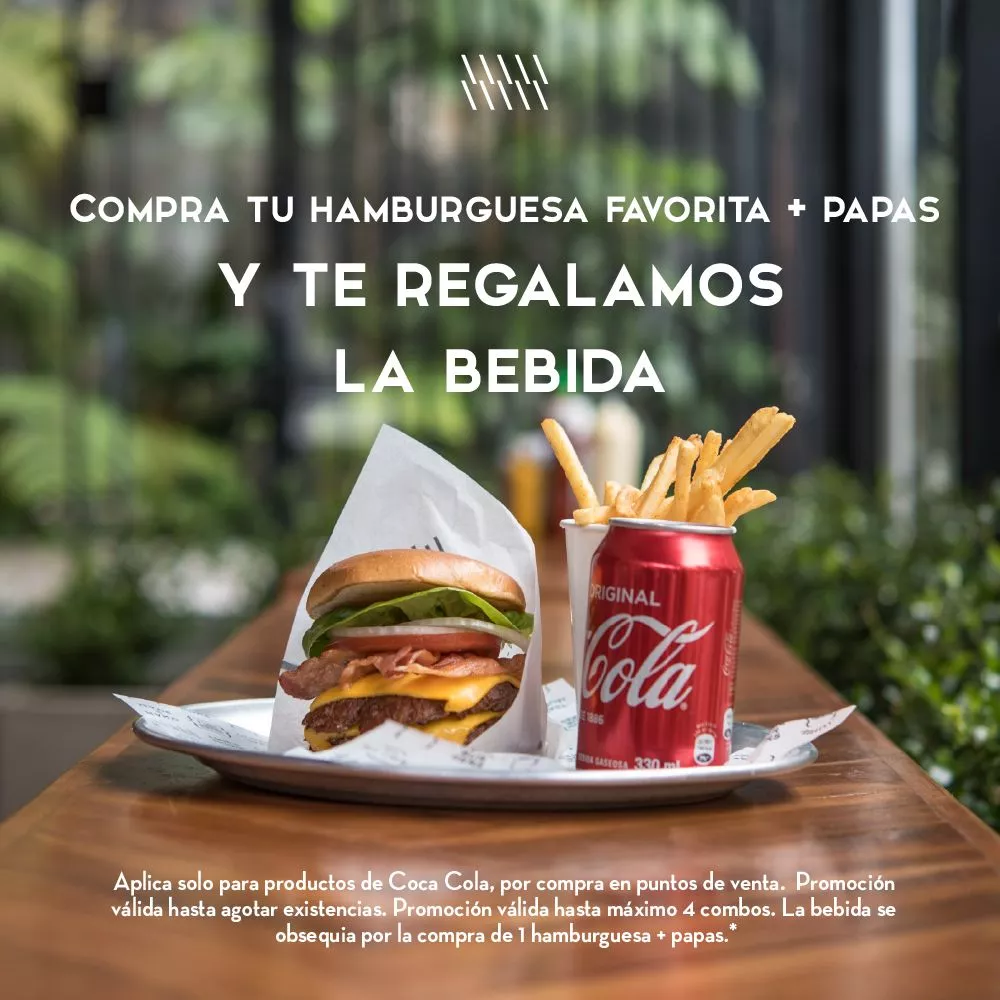 COMPRA TU HAMBURGUESA FAVORITA + PAPAS
Y TE REGALAMOS
LA BEBIDA
ORIGINAL
Cola
DE 1886
330 ml
Aplica solo para productos de Coca Cola, por compra en puntos de venta. Promoción
válida hasta agotar existencias. Promoción válida hasta máximo 4 combos. La bebida se
obsequia por la compra de 1 hamburguesa + papas.*